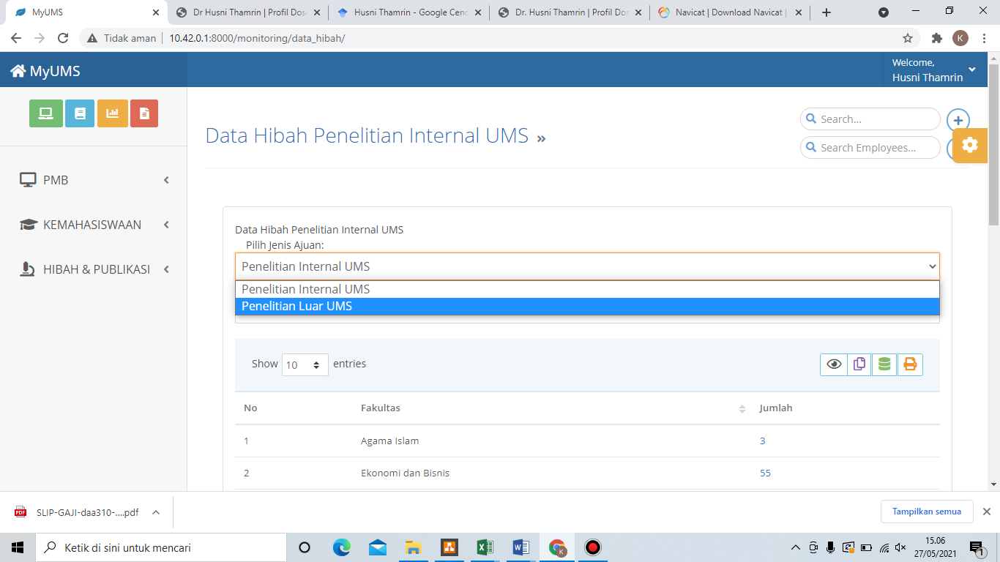 MyUMS
Dr Husni Thamrin | Profil Dos
Husni Thamrin - Google Cend
Dr. Husni Thamrin | Profil Dos
Navicat | Download Navicat |
Tidak aman
10.42.0.1:8000/monitoring/data_hibah/
K
MyUMS
Welcome,
Husni Thamrin
Data Hibah Penelitian Internal UMS »
Search...
Search Employees...
PMB
KEMAHASISWAAN
HIBAH & PUBLIKASI
Data Hibah Penelitian Internal UMS
Pilih Jenis Ajuan:
Penelitian Internal UMS
Penelitian Internal UMS
Penelitian Luar UMS
Show 10 entries
No Fakultas Jumlah
1 Agama Islam 3
2 Ekonomi dan Bisnis 55
PDF
SLIP-GAJI-daa310-....pdf
Tampilkan semua
Ketik di sini untuk mencari
K
15.06
27/05/2021
1